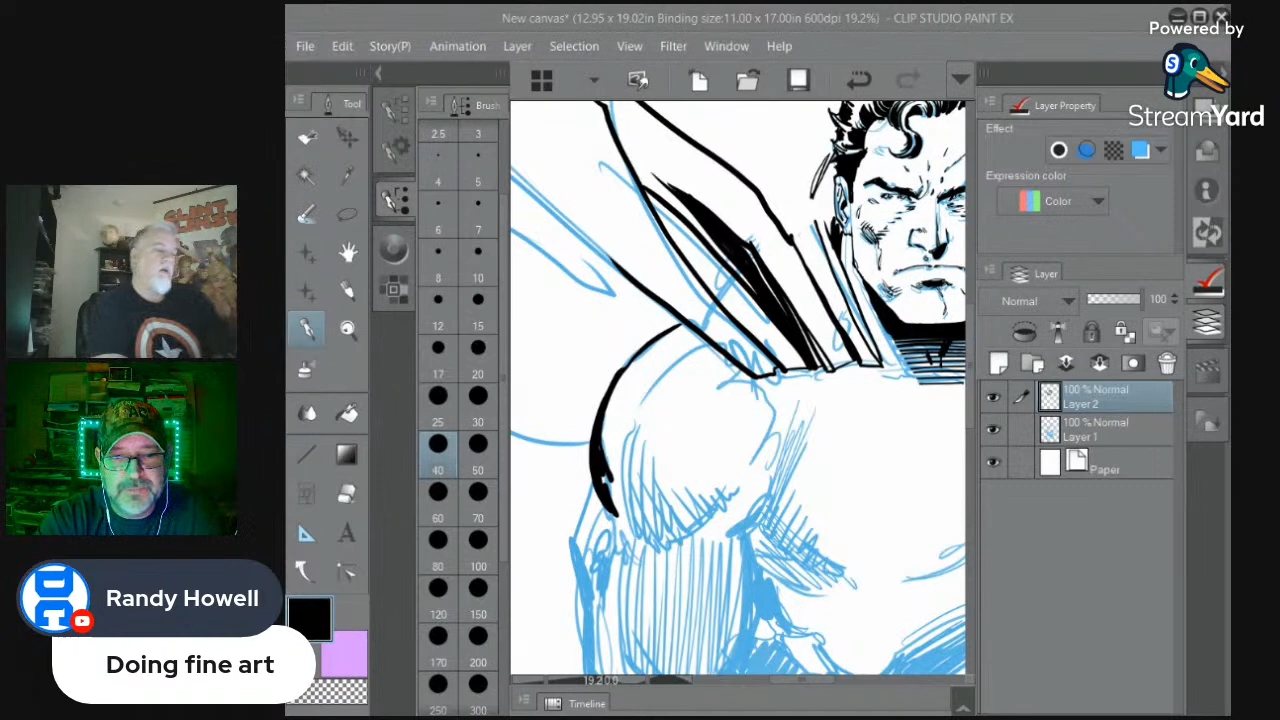 New canvas* (12.95 x 19.02in Binding size:11.00 x 17.00in 600dpi 19.2%) - CLIP STUDIO PAINT EX
Powered by
StreamYard
File Edit Story(P) Animation Layer Selection View Filter Window Help
Tool
Brush
Layer Property
2.5 3
4 5
6 7
8 10
12 15
17 20
25 30
40 50
60 70
80 100
120 150
170 200
250 300
Effect
Expression color
Color
Layer
Normal 100
100 % Normal
Layer 2
100 % Normal
Layer 1
Paper
19.2 0.0
Timeline
Randy Howell
Doing fine art